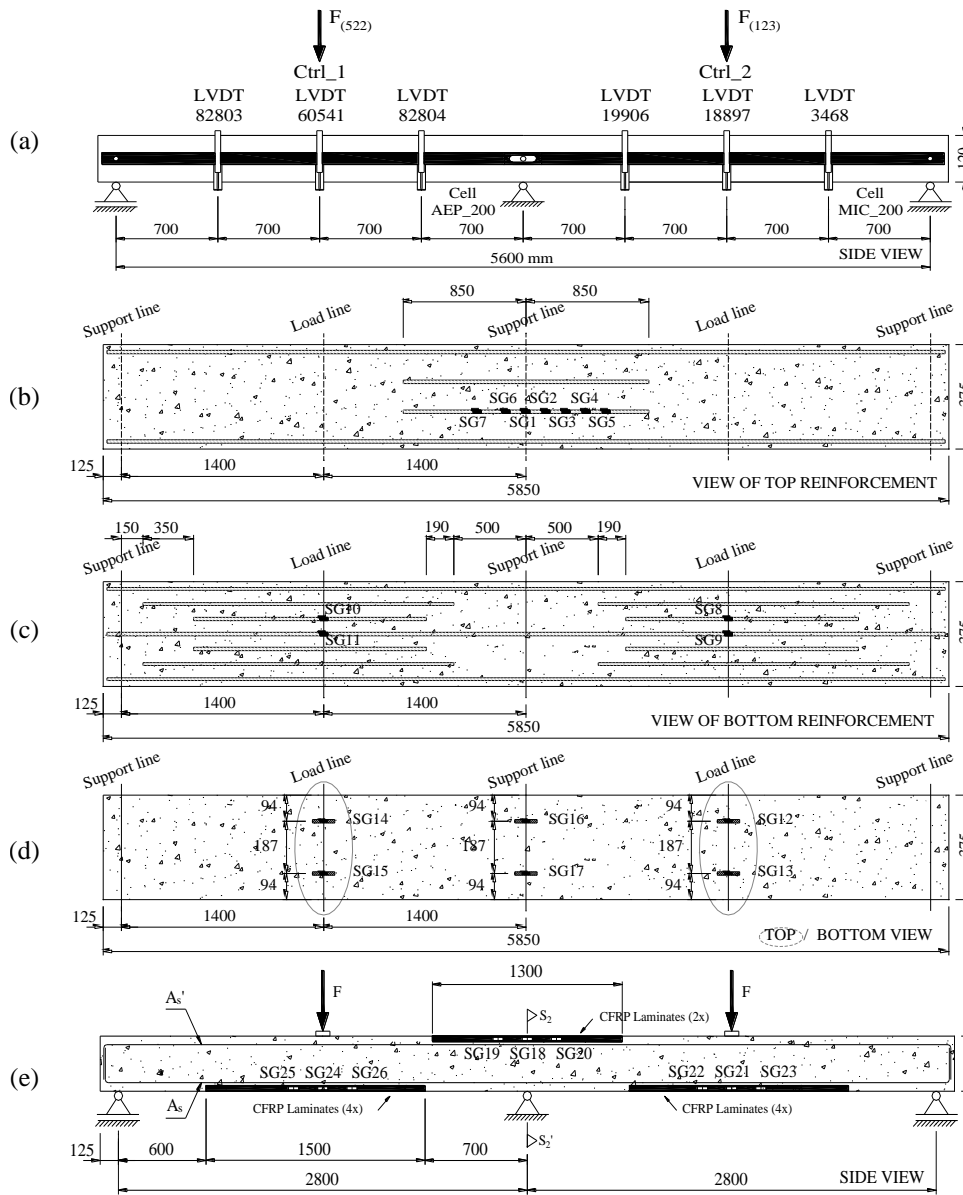 F(522)
F(123)
Ctrl_1
Ctrl_2
LVDT 82803
LVDT 60541
LVDT 82804
LVDT 19906
LVDT 18897
LVDT 3468
(a)
120
Cell AEP_200
Cell MIC_200
700 700 700 700 700 700 700 700
SIDE VIEW
5600 mm
850 850
Support line Load line Support line Load line Support line
(b)
SG6 SG2 SG4
SG7 SG1 SG3 SG5
375
125 1400 1400
VIEW OF TOP REINFORCEMENT
5850
150 350 190 500 500 190
Support line Load line Support line Load line Support line
(c)
SG10 SG8
SG11 SG9
375
125 1400 1400
VIEW OF BOTTOM REINFORCEMENT
5850
Support line Load line Support line Load line Support line
(d)
94 SG14 94 SG16 94 SG12
187 187 187
94 SG15 94 SG17 94 SG13
375
125 1400 1400
TOP / BOTTOM VIEW
5850
1300
F F
As'
S2
CFRP Laminates (2x)
SG19 SG18 SG20
(e)
SG25 SG24 SG26
SG22 SG21 SG23
As
CFRP Laminates (4x)
CFRP Laminates (4x)
S2'
125 600 1500 700
SIDE VIEW
2800 2800